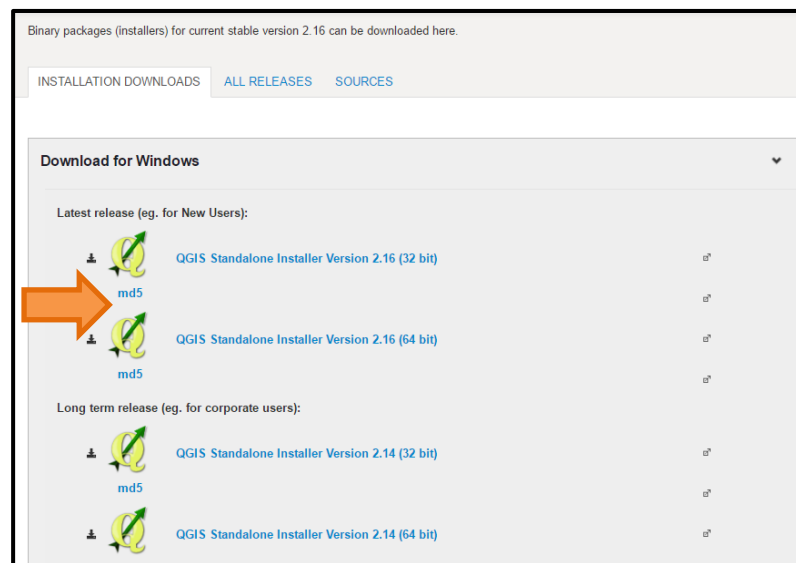 Binary packages (installers) for current stable version 2.16 can be downloaded here.
INSTALLATION DOWNLOADS ALL RELEASES SOURCES
Download for Windows
Latest release (eg. for New Users):
QGIS Standalone Installer Version 2.16 (32 bit)
md5
QGIS Standalone Installer Version 2.16 (64 bit)
md5
Long term release (eg. for corporate users):
QGIS Standalone Installer Version 2.14 (32 bit)
md5
QGIS Standalone Installer Version 2.14 (64 bit)